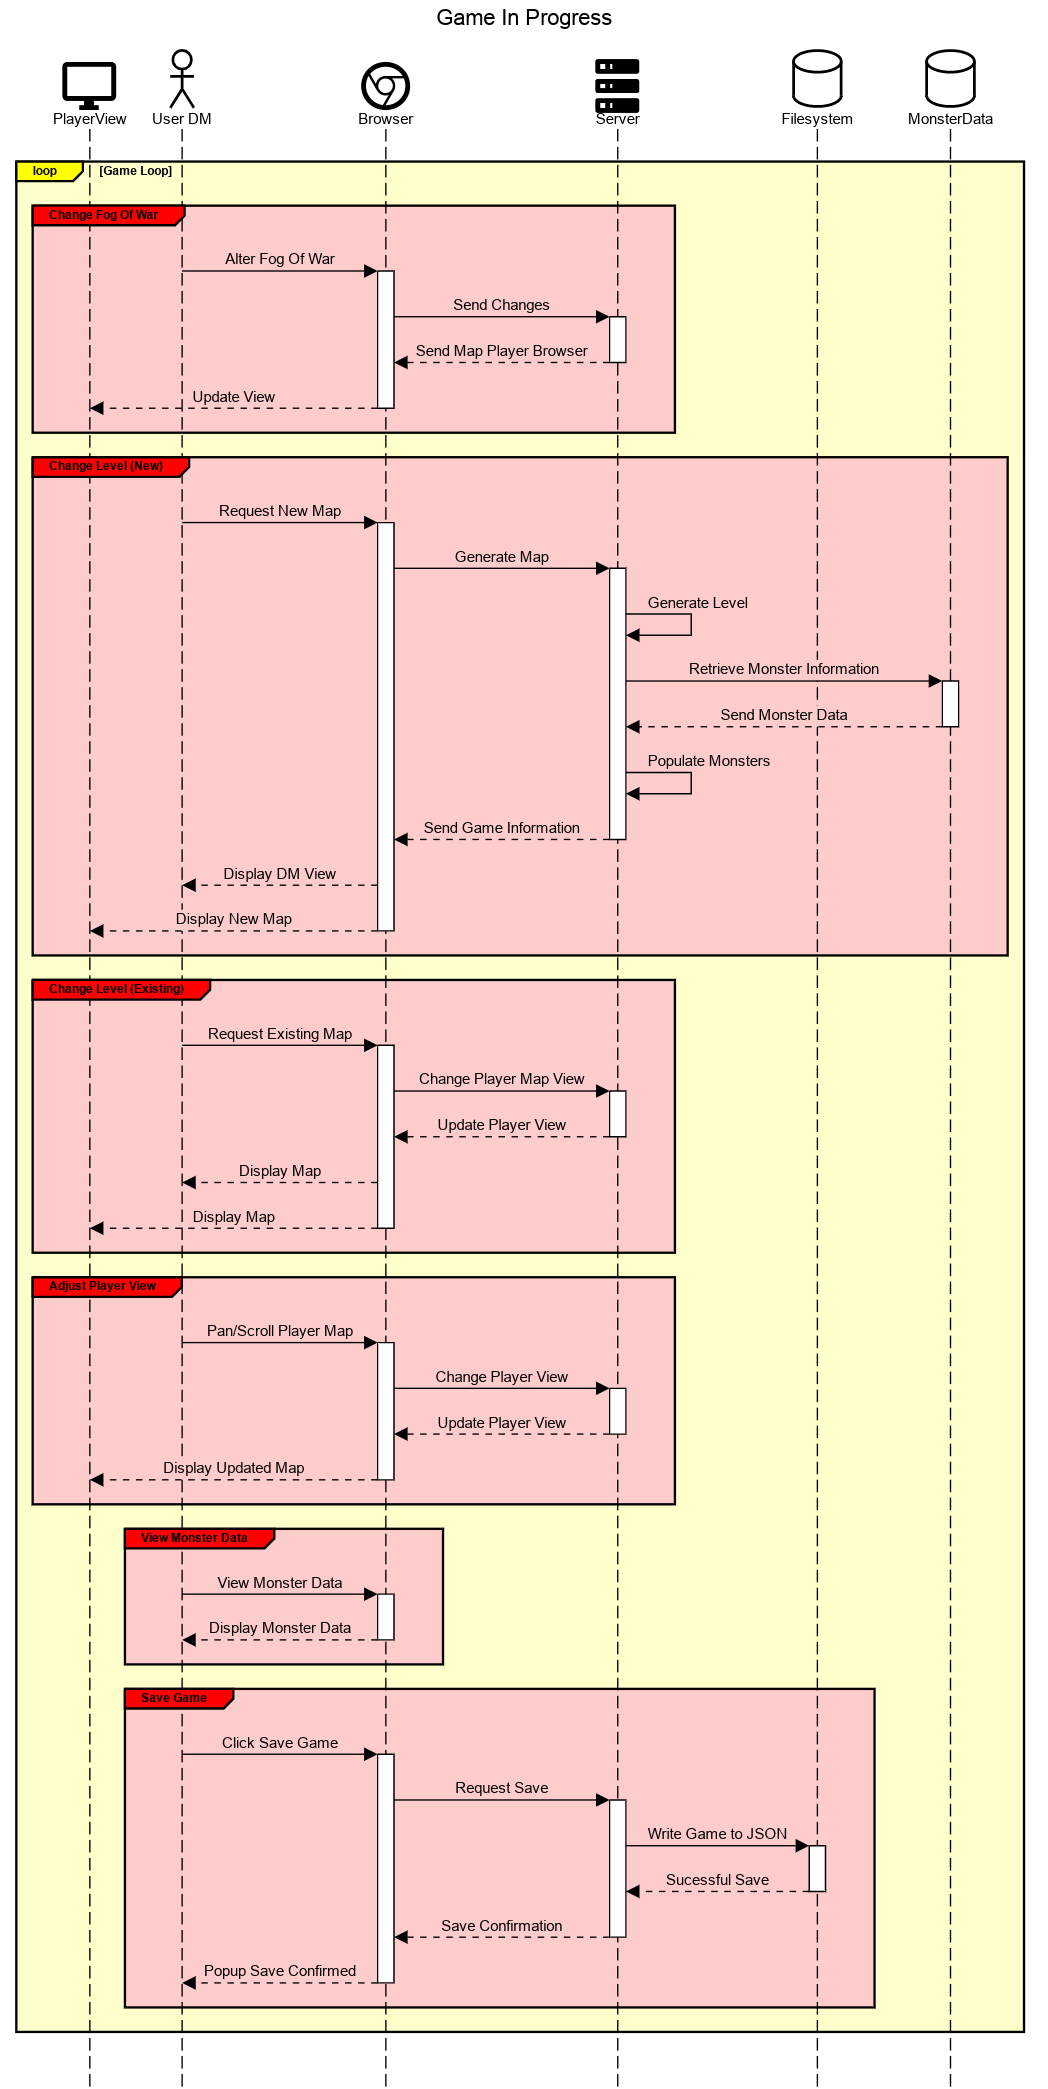 Game In Progress
PlayerView
User DM
Browser
Server
Filesystem
MonsterData
loop
[Game Loop]
Change Fog Of War
Alter Fog Of War
Send Changes
Send Map Player Browser
Update View
Change Level (New)
Request New Map
Generate Map
Generate Level
Retrieve Monster Information
Send Monster Data
Populate Monsters
Send Game Information
Display DM View
Display New Map
Change Level (Existing)
Request Existing Map
Change Player Map View
Update Player View
Display Map
Display Map
Adjust Player View
Pan/Scroll Player Map
Change Player View
Update Player View
Display Updated Map
View Monster Data
View Monster Data
Display Monster Data
Save Game
Click Save Game
Request Save
Write Game to JSON
Sucessful Save
Save Confirmation
Popup Save Confirmed